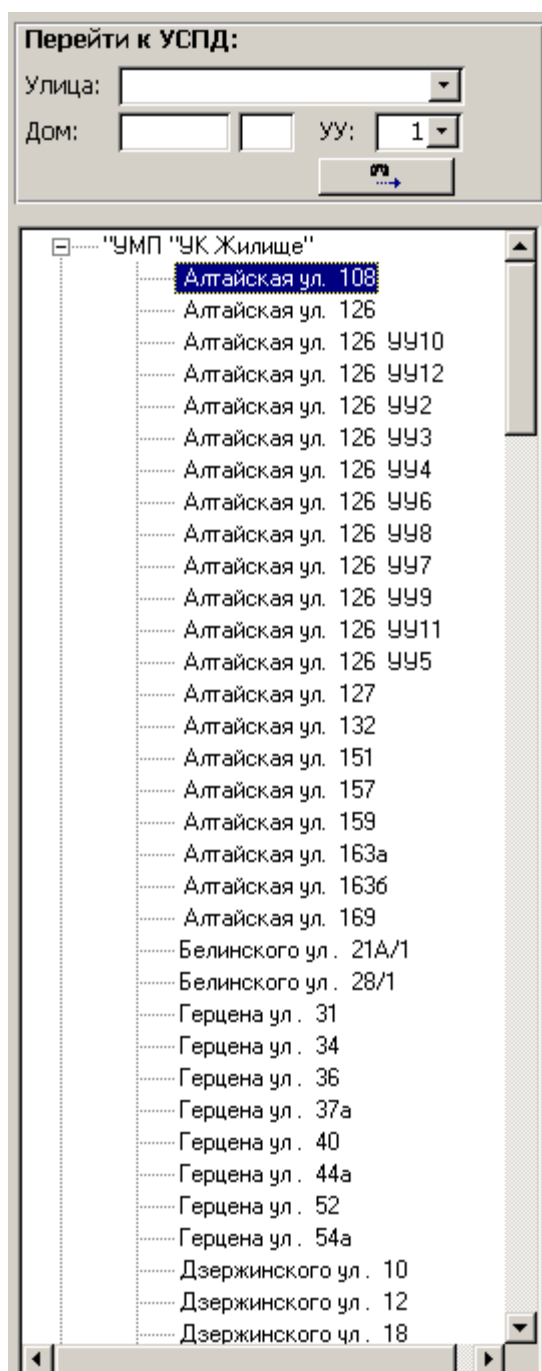 Перейти к УСПД:
Улица:
Дом: УУ: 1
"УМП "УК Жилище"
Алтайская ул. 108
Алтайская ул. 126
Алтайская ул. 126 УУ10
Алтайская ул. 126 УУ12
Алтайская ул. 126 УУ2
Алтайская ул. 126 УУ3
Алтайская ул. 126 УУ4
Алтайская ул. 126 УУ6
Алтайская ул. 126 УУ8
Алтайская ул. 126 УУ7
Алтайская ул. 126 УУ9
Алтайская ул. 126 УУ11
Алтайская ул. 126 УУ5
Алтайская ул. 127
Алтайская ул. 132
Алтайская ул. 151
Алтайская ул. 157
Алтайская ул. 159
Алтайская ул. 163а
Алтайская ул. 163б
Алтайская ул. 169
Белинского ул . 21А/1
Белинского ул . 28/1
Герцена ул . 31
Герцена ул . 34
Герцена ул . 36
Герцена ул . 37а
Герцена ул . 40
Герцена ул . 44а
Герцена ул . 52
Герцена ул . 54а
Дзержинского ул . 10
Дзержинского ул . 12
Дзержинского ул . 18